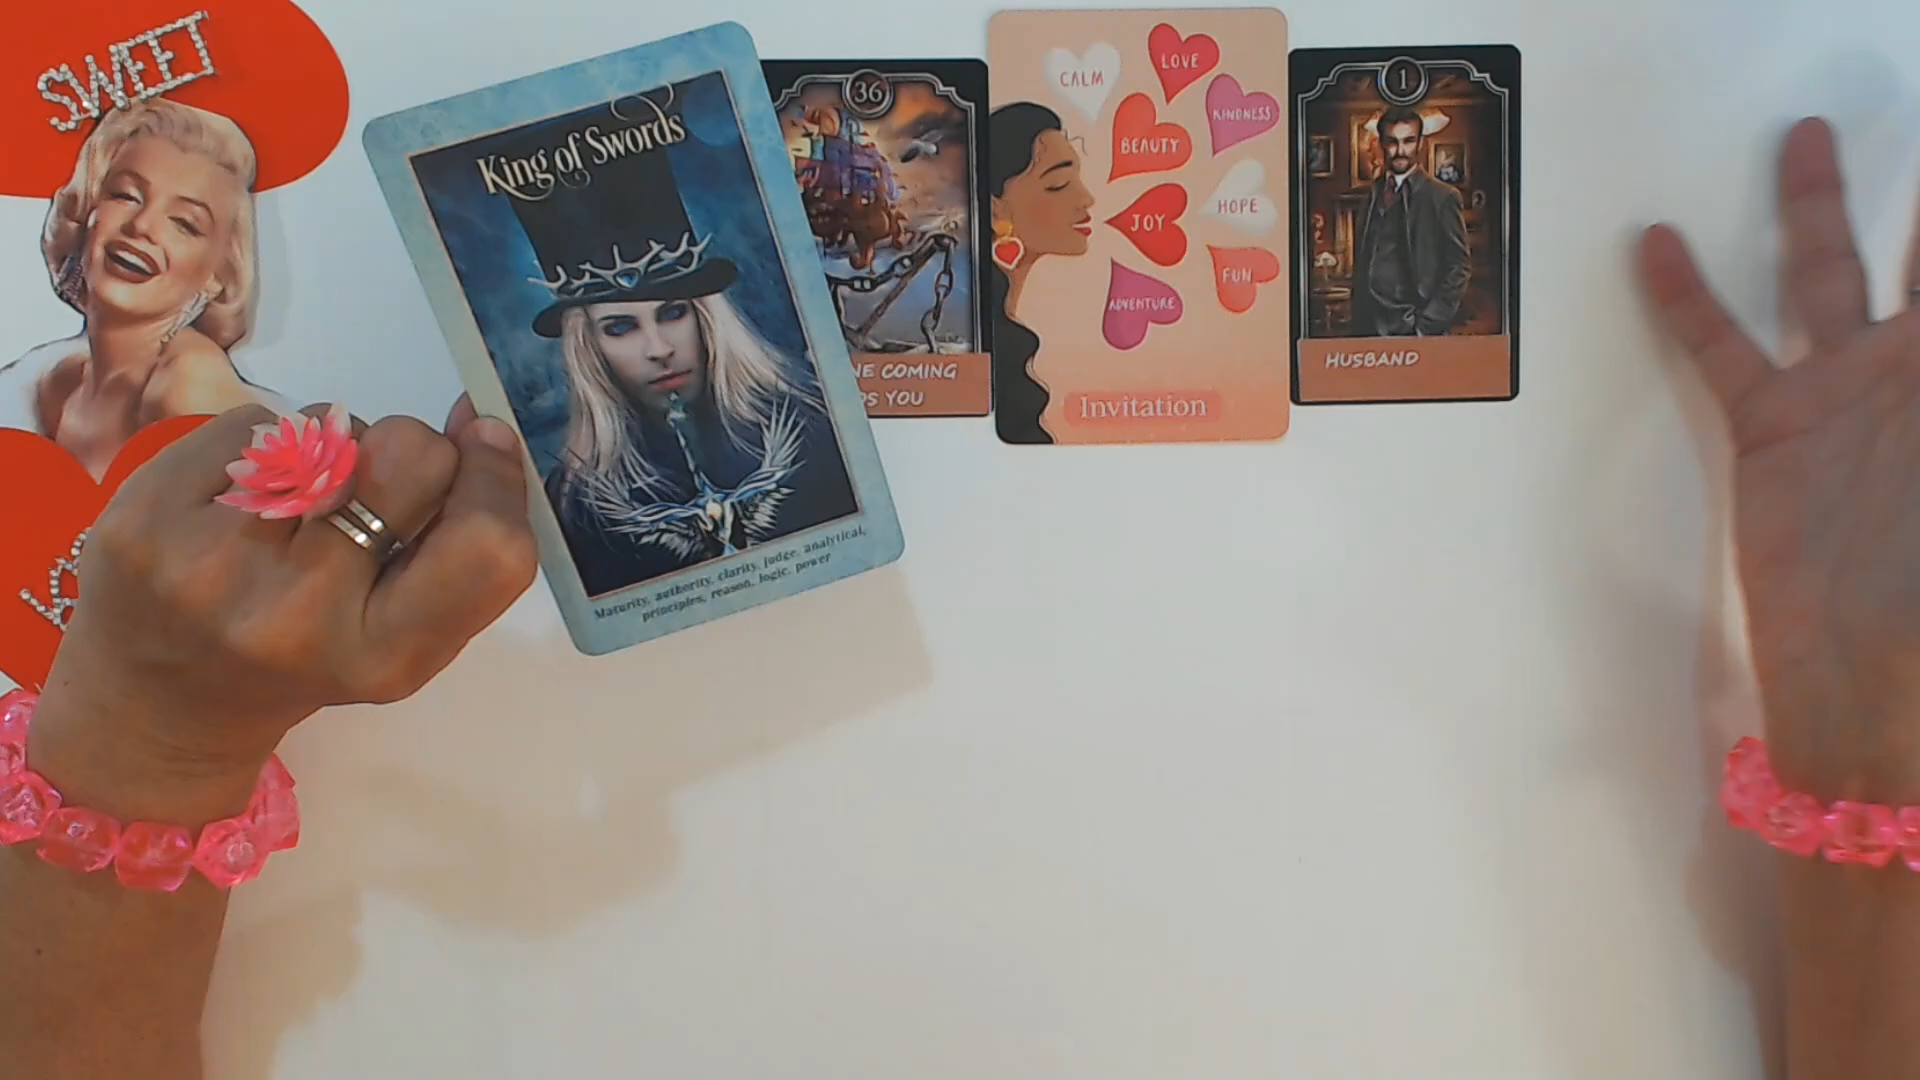 SWEET
King of Swords
Maturity, authority, clarity, judge, analytical,
principles, reason, logic, power
36
COMING
YOU
CALM
LOVE
KINDNESS
BEAUTY
HOPE
JOY
FUN
ADVENTURE
Invitation
1
HUSBAND